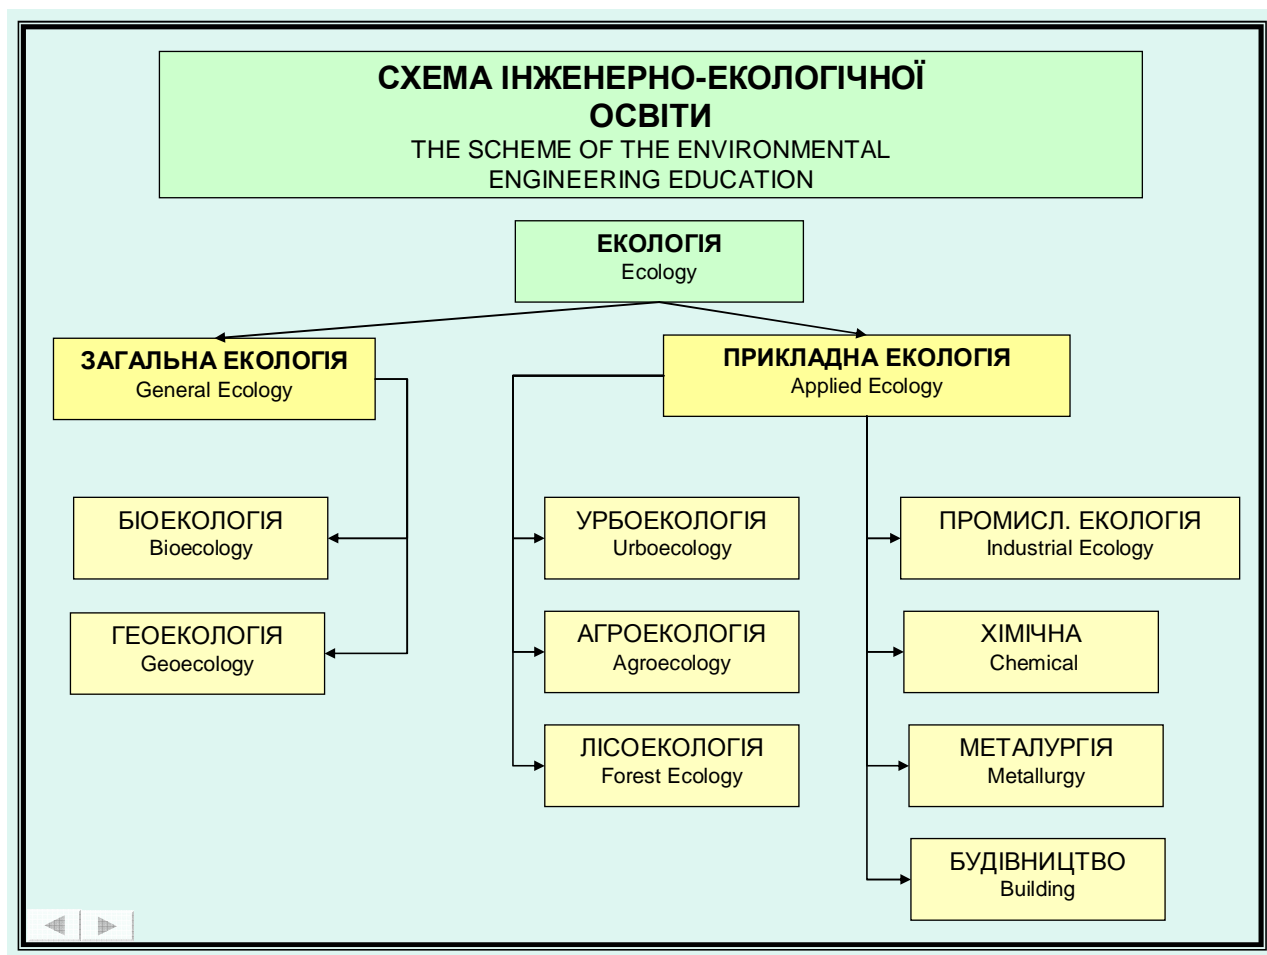 СХЕМА ІНЖЕНЕРНО-ЕКОЛОГІЧНОЇ
ОСВІТИ
THE SCHEME OF THE ENVIRONMENTAL
ENGINEERING EDUCATION
ЕКОЛОГІЯ
Ecology
ЗАГАЛЬНА ЕКОЛОГІЯ
General Ecology
ПРИКЛАДНА ЕКОЛОГІЯ
Applied Ecology
БІОЕКОЛОГІЯ
Bioecology
ГЕОЕКОЛОГІЯ
Geoecology
УРБОЕКОЛОГІЯ
Urboecology
АГРОЕКОЛОГІЯ
Agroecology
ЛІСОЕКОЛОГІЯ
Forest Ecology
ПРОМИСЛ. ЕКОЛОГІЯ
Industrial Ecology
ХІМІЧНА
Chemical
МЕТАЛУРГІЯ
Metallurgy
БУДІВНИЦТВО
Building